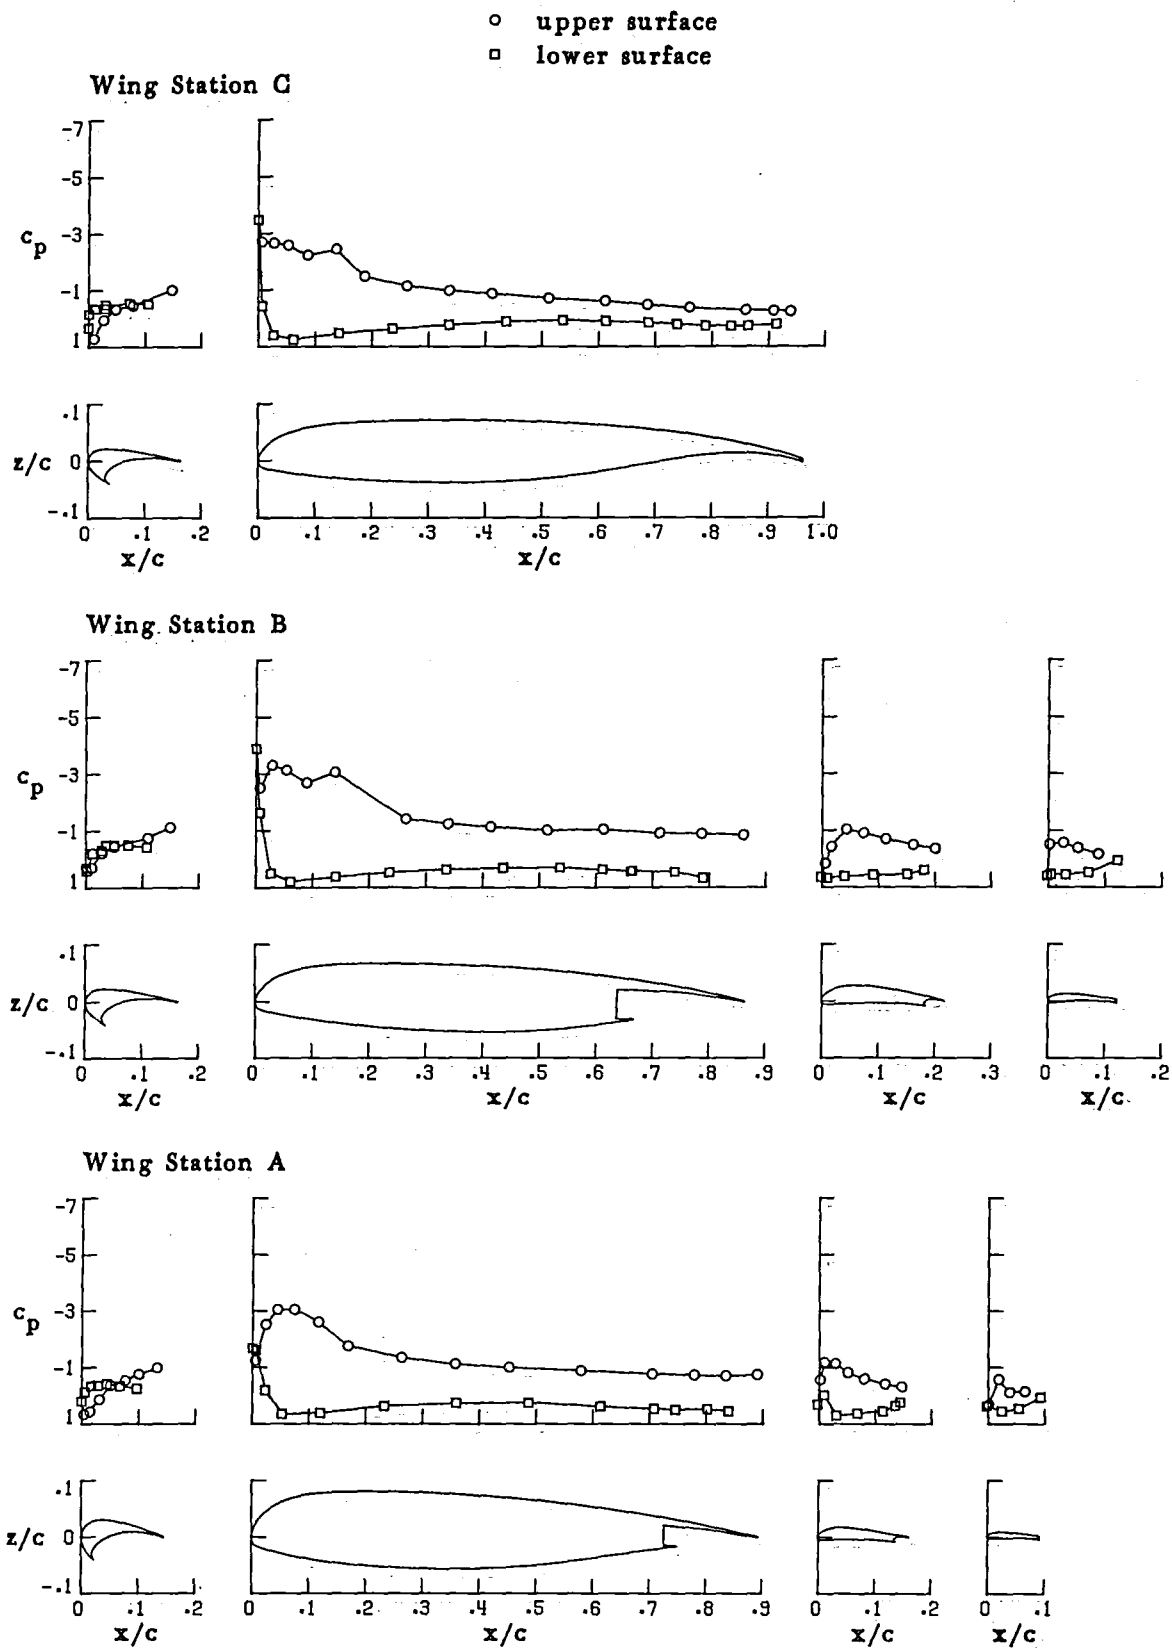 upper surface
lower surface
Wing Station C
-7
-5
-3
-1
1
cp
.1
0
-.1
z/c
0 .1 .2
x/c
0 .1 .2 .3 .4 .5 .6 .7 .8 .9 1.0
x/c
Wing Station B
-7
-5
-3
-1
1
cp
.1
0
-.1
z/c
0 .1 .2
x/c
0 .1 .2 .3 .4 .5 .6 .7 .8 .9
x/c
0 .1 .2 .3
x/c
0 .1 .2
x/c
Wing Station A
-7
-5
-3
-1
1
cp
.1
0
-.1
z/c
0 .1 .2
x/c
0 .1 .2 .3 .4 .5 .6 .7 .8 .9
x/c
0 .1 .2
x/c
0 .1
x/c